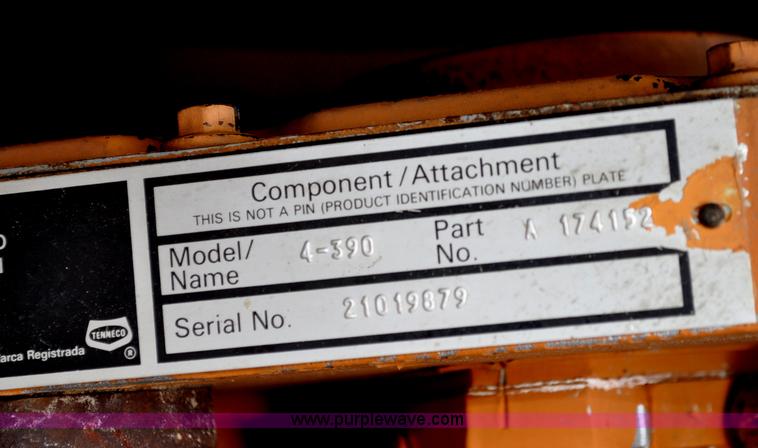 Component/Attachment
THIS IS NOT A PIN (PRODUCT IDENTIFICATION NUMBER) PLATE
Model/ Name 4-390 Part No. A 174152
Serial No. 21019879
TENNECO
Marca Registrada ®
www.purplewave.com